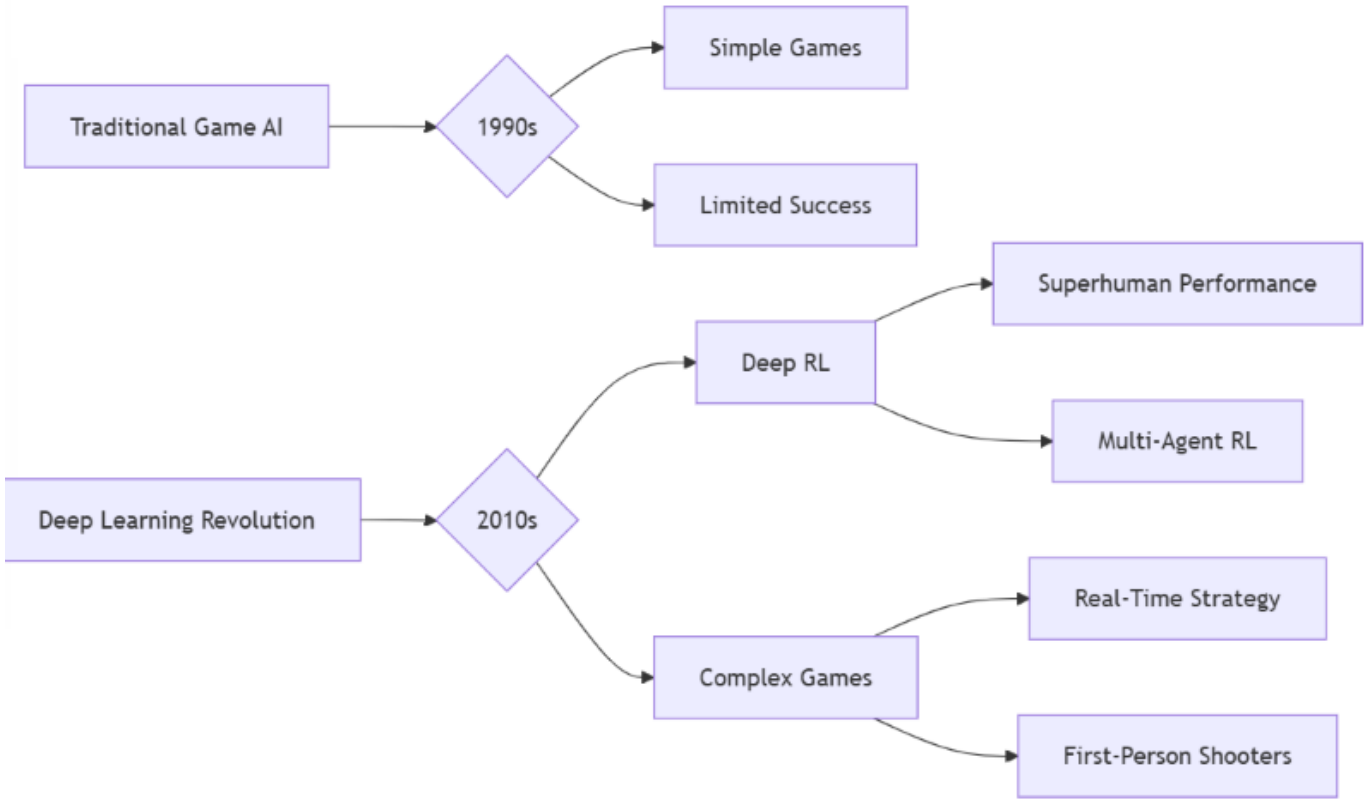 Traditional Game AI
1990s
Simple Games
Limited Success
Deep Learning Revolution
2010s
Deep RL
Superhuman Performance
Multi-Agent RL
Complex Games
Real-Time Strategy
First-Person Shooters